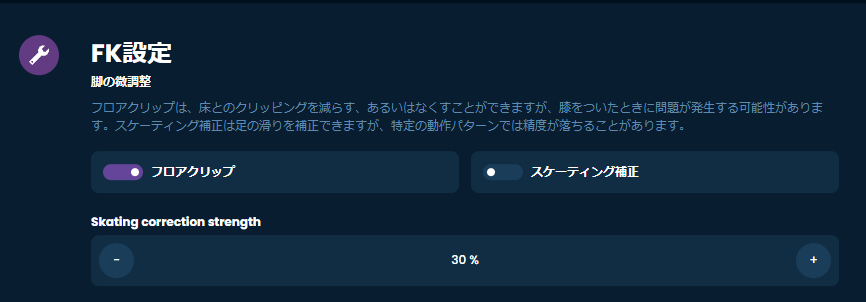 FK設定
脚の微調整
フロアクリップは、床とのクリッピングを減らす、あるいはなくすことができますが、膝をついたときに問題が発生する可能性がありま
す。スケーティング補正は足の滑りを補正できますが、特定の動作パターンでは精度が落ちることがあります。
フロアクリップ
スケーティング補正
Skating correction strength
- 30 % +